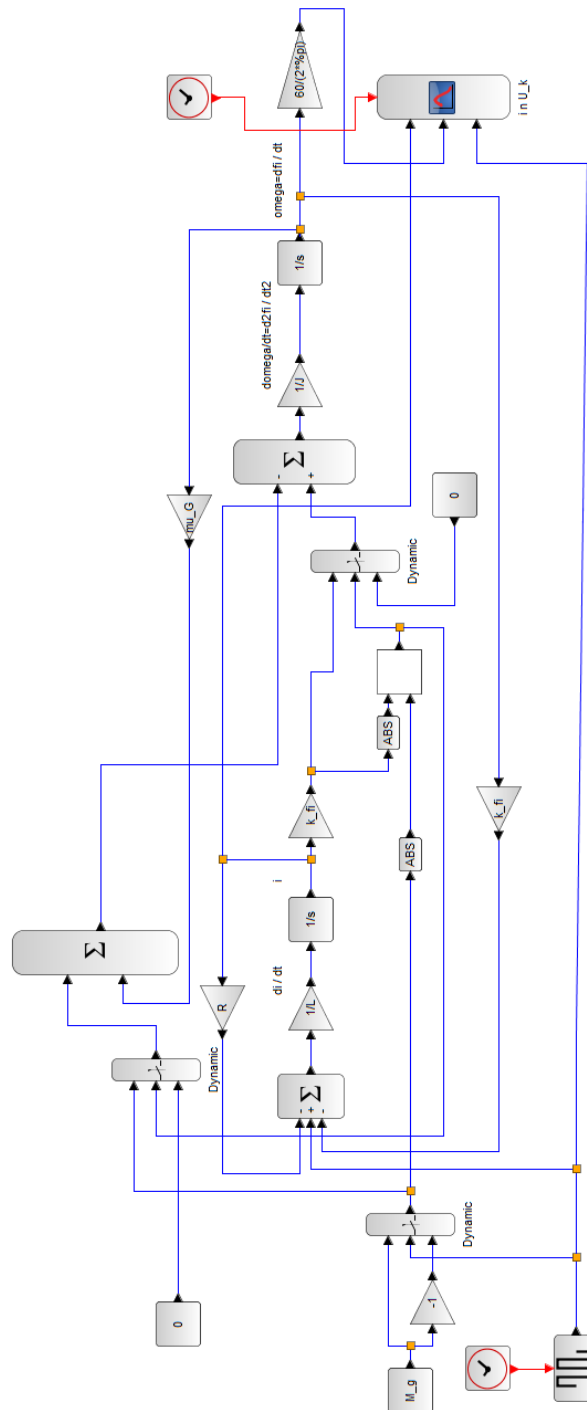 Σ
0
mu_G
Dynamic
R
di / dt
domega/dt=d2fi / dt2
i
omega=dfi / dt
-
+
-
Σ
1/L
1/s
k_fi
-
+
Σ
1/J
1/s
60/(2*%pi)
ABS
ABS
Dynamic
0
M_g
-1
Dynamic
k_fi
i n U_k